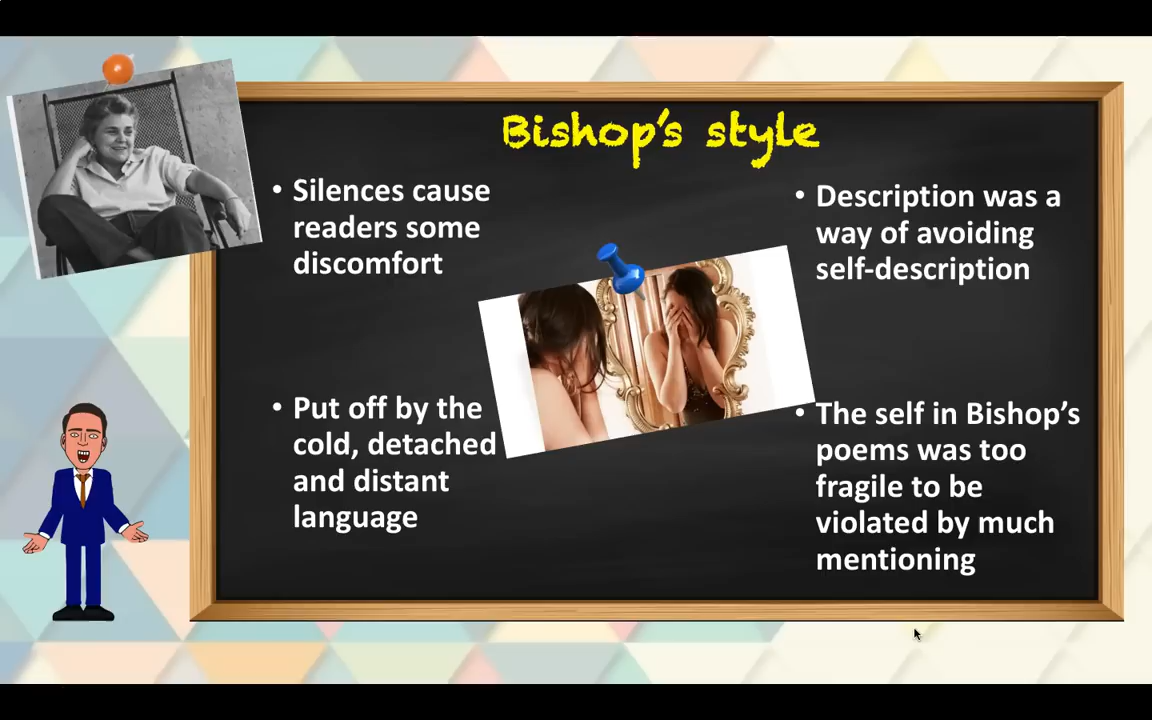 Bishop's style
• Silences cause
readers some
discomfort
• Put off by the
cold, detached
and distant
language
• Description was a
way of avoiding
self-description
• The self in Bishop's
poems was too
fragile to be
violated by much
mentioning